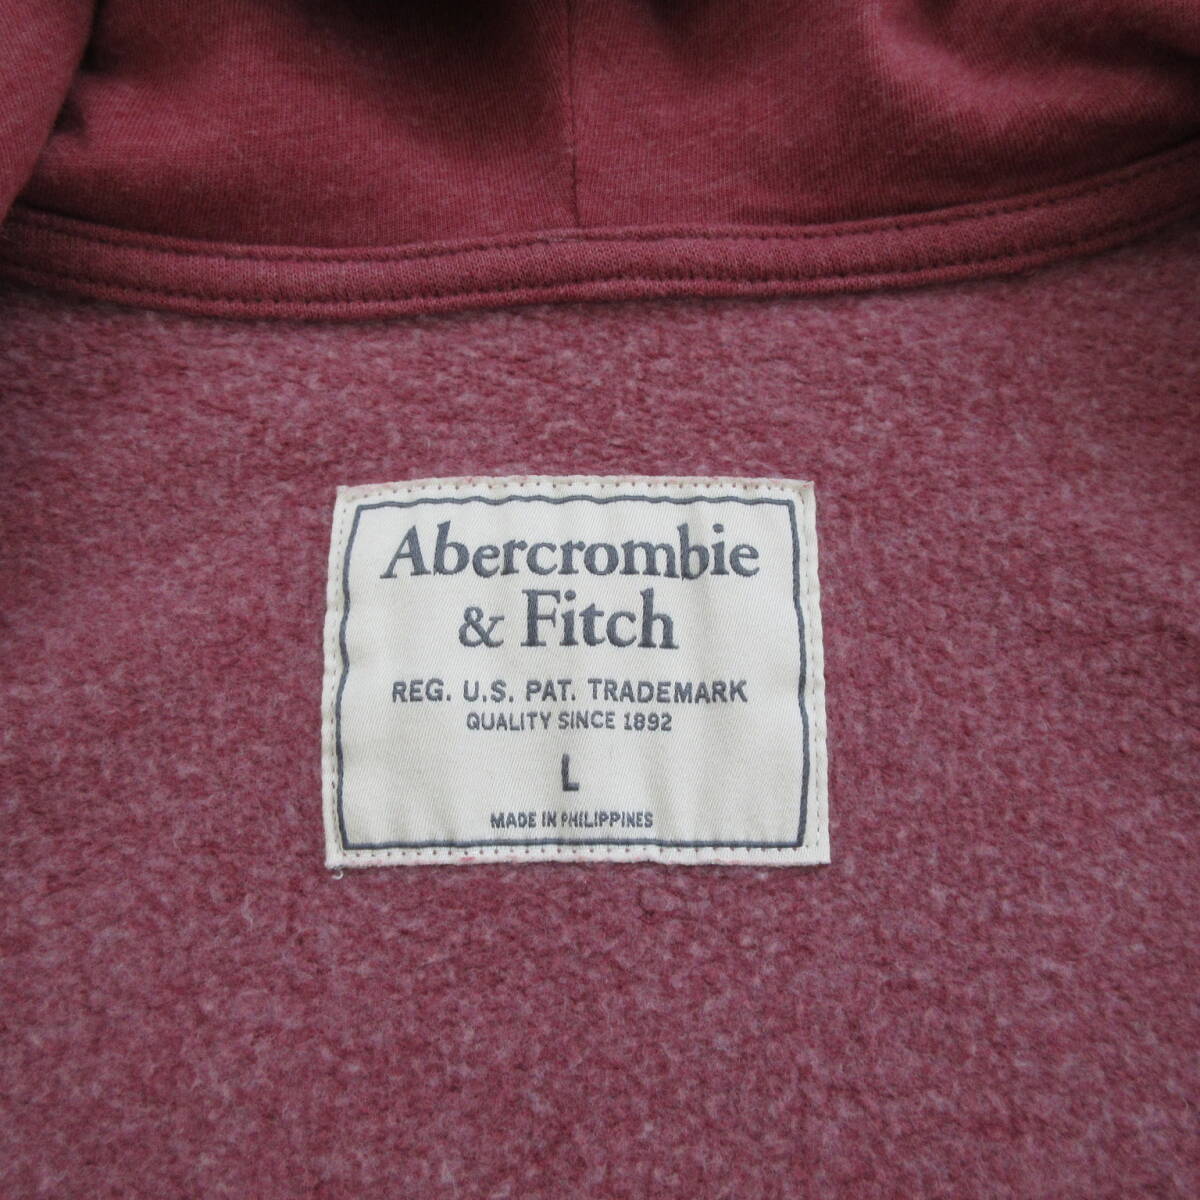 Abercrombie
& Fitch
REG. U.S. PAT. TRADEMARK
QUALITY SINCE 1892
L
MADE IN PHILIPPINES